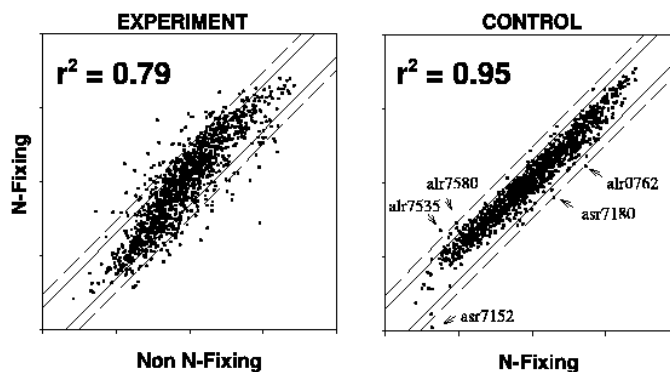 EXPERIMENT
CONTROL
r² = 0.79
r² = 0.95
N-Fixing
alr7580
alr7535
alr0762
asr7180
asr7152
Non N-Fixing
N-Fixing